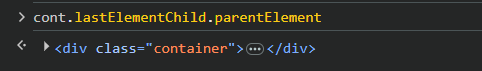 > cont.lastElementChild.parentElement
<· ▶ <div class="container">⋯</div>